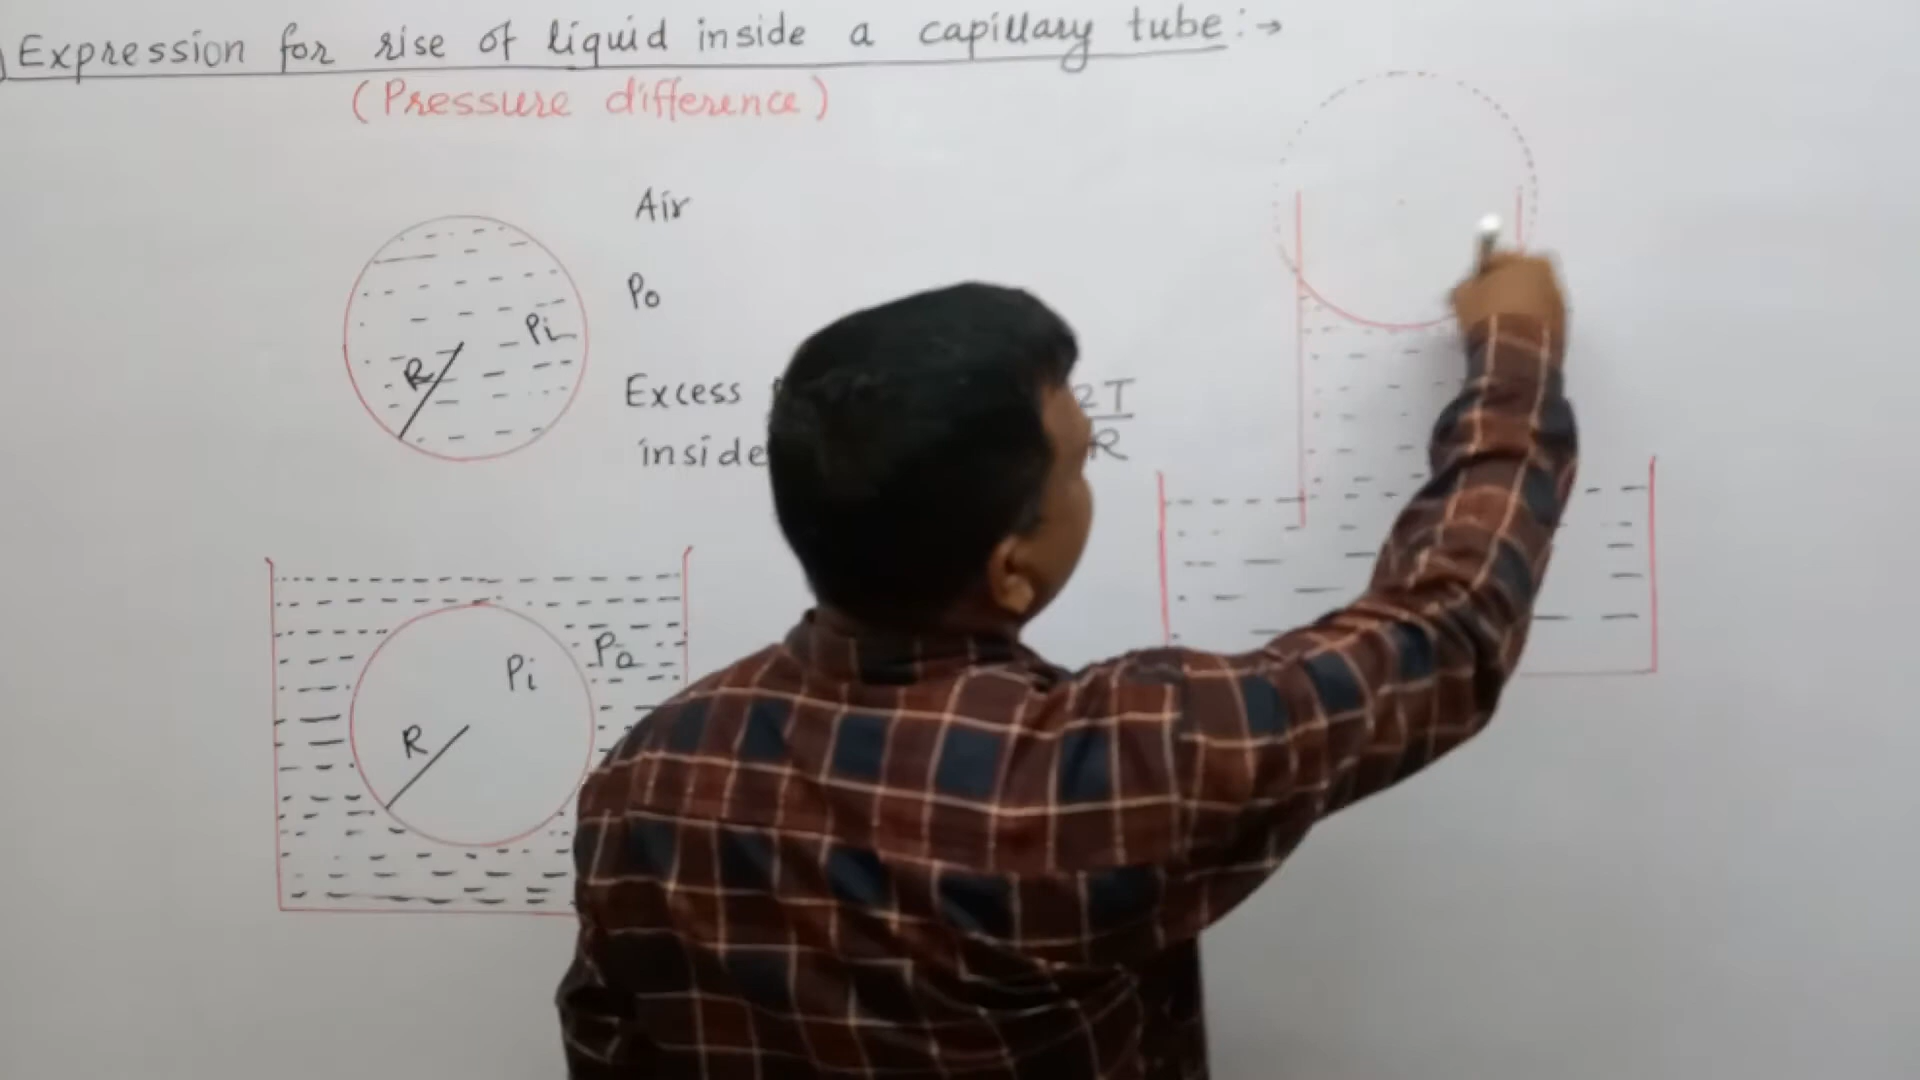 Expression for rise of liquid inside a capillary tube :→
(Pressure difference)
Air
Po
Pi
R
Excess
inside
2T
R
Po
Pi
R